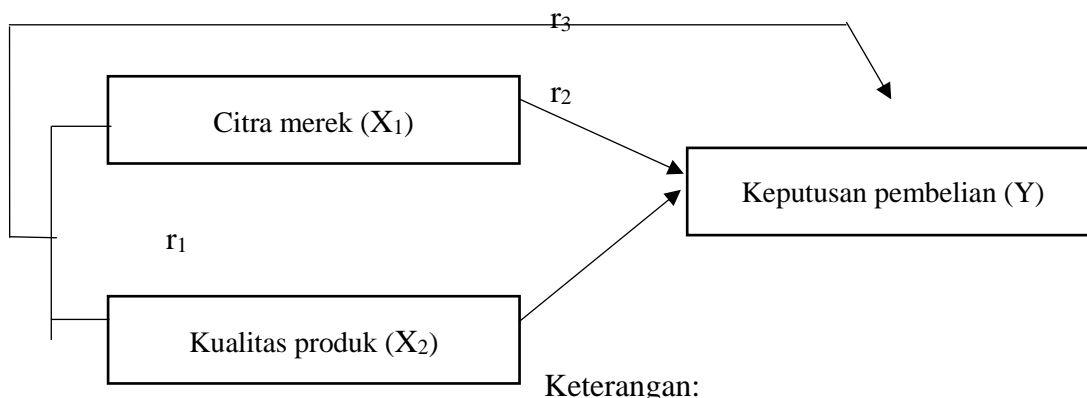 r3
r2
Citra merek (X1)
Keputusan pembelian (Y)
r1
Kualitas produk (X2)
Keterangan: